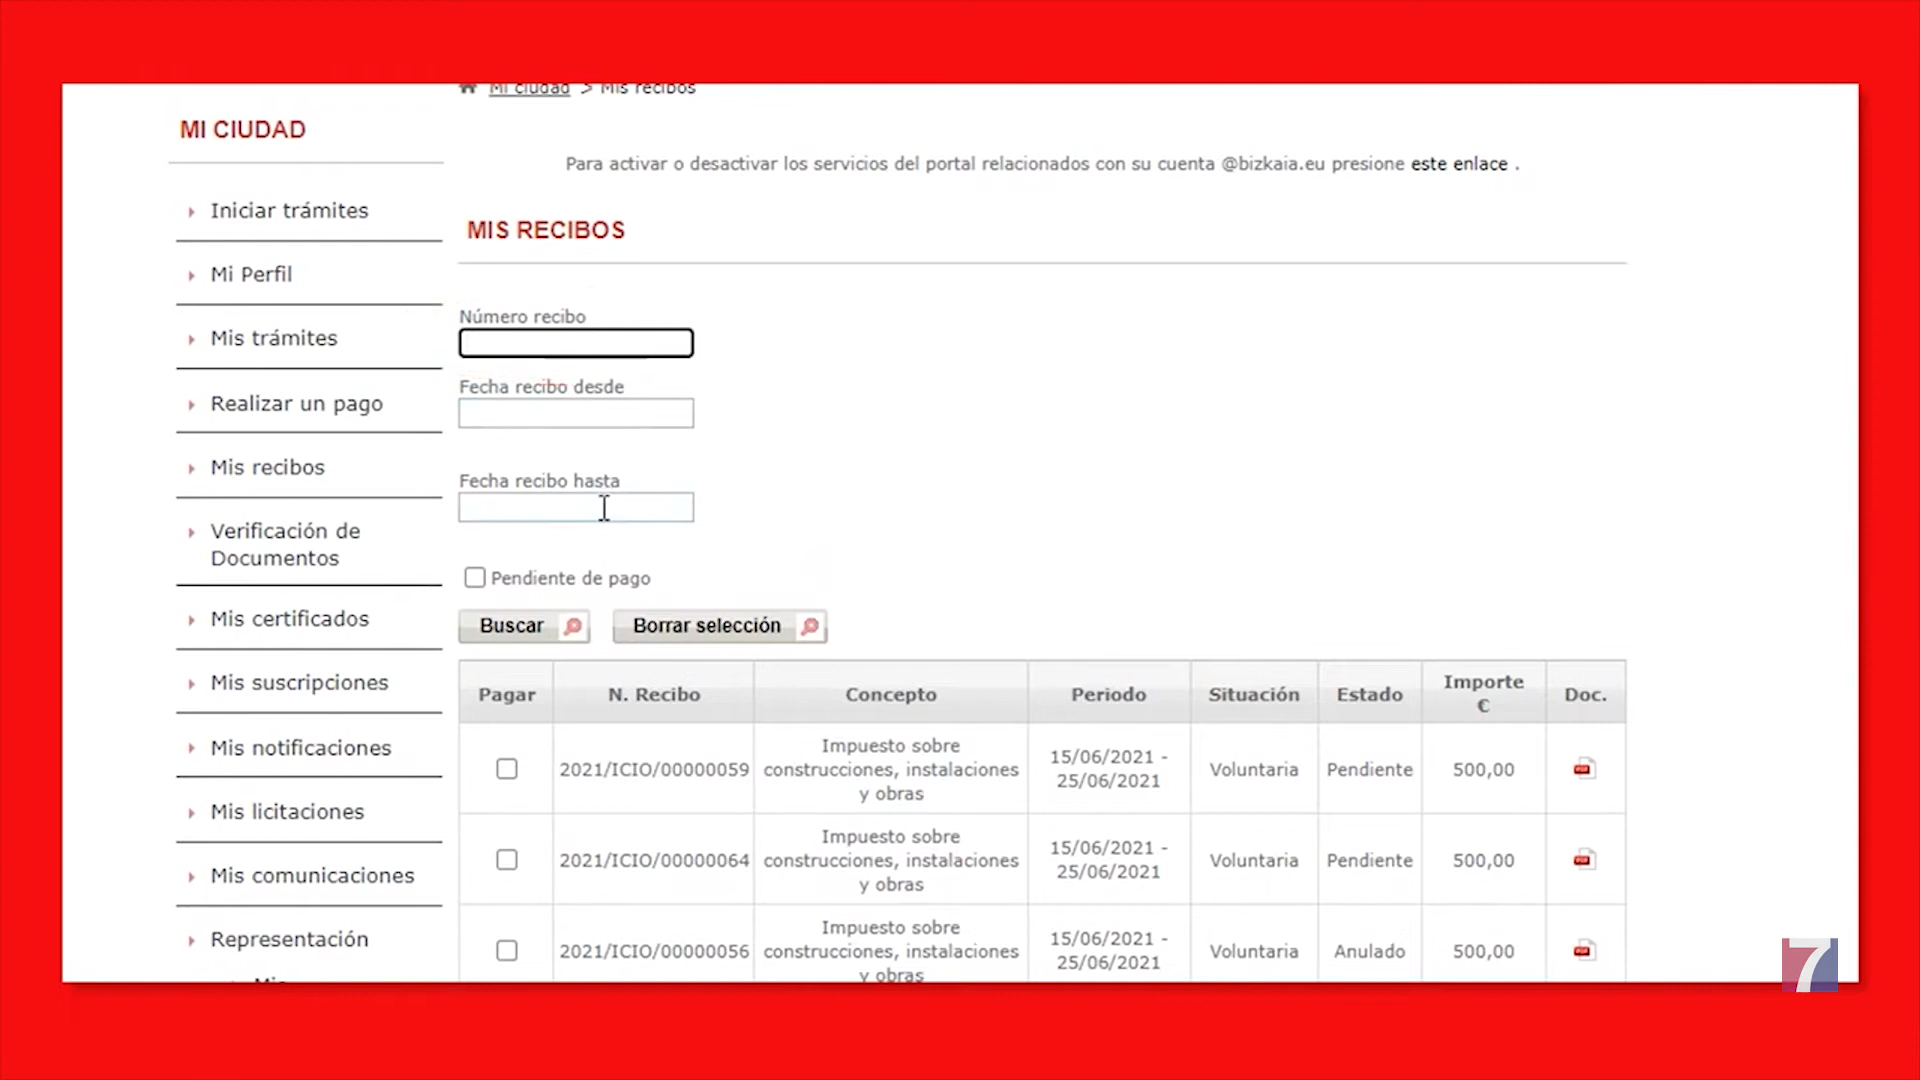 Mi ciudad > Mis recibos
MI CIUDAD
Para activar o desactivar los servicios del portal relacionados con su cuenta @bizkaia.eu presione este enlace .
Iniciar trámites
Mi Perfil
Mis trámites
Realizar un pago
Mis recibos
Verificación de
Documentos
Mis certificados
Mis suscripciones
Mis notificaciones
Mis licitaciones
Mis comunicaciones
Representación
Mis
MIS RECIBOS
Número recibo
Fecha recibo desde
Fecha recibo hasta
Pendiente de pago
Buscar Borrar selección
Pagar N. Recibo Concepto Periodo Situación Estado Importe € Doc.
2021/ICIO/00000059 Impuesto sobre construcciones, instalaciones y obras 15/06/2021 - 25/06/2021 Voluntaria Pendiente 500,00
2021/ICIO/00000064 Impuesto sobre construcciones, instalaciones y obras 15/06/2021 - 25/06/2021 Voluntaria Pendiente 500,00
2021/ICIO/00000056 Impuesto sobre construcciones, instalaciones y obras 15/06/2021 - 25/06/2021 Voluntaria Anulado 500,00
7